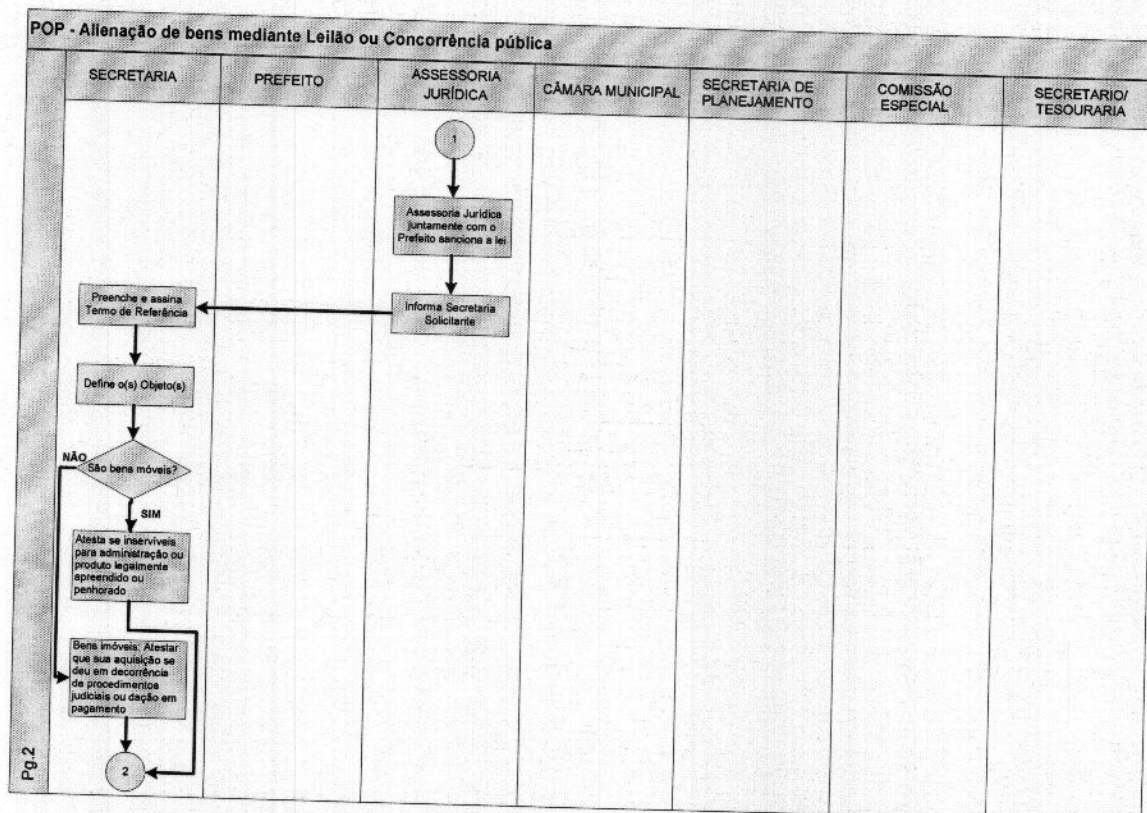 POP - Alienação de bens mediante Leilão ou Concorrência pública
SECRETARIA
PREFEITO
ASSESSORIA
JURÍDICA
CÂMARA MUNICIPAL
SECRETARIA DE
PLANEJAMENTO
COMISSÃO
ESPECIAL
SECRETARIO/
TESOURARIA
1
Assessoria Jurídica
juntamente com o
Prefeito sanciona a lei
Informa Secretaria
Solicitante
Preenche e assina
Termo de Referência
Define o(s) Objeto(s)
São bens móveis?
NÃO
SIM
Atesta se inservíveis
para administração ou
produto legalmente
apreendido ou
penhorado
Bens imóveis: Atestar
que sua aquisição se
deu em decorrência
de procedimentos
judiciais ou dação em
pagamento
2
Pg.2